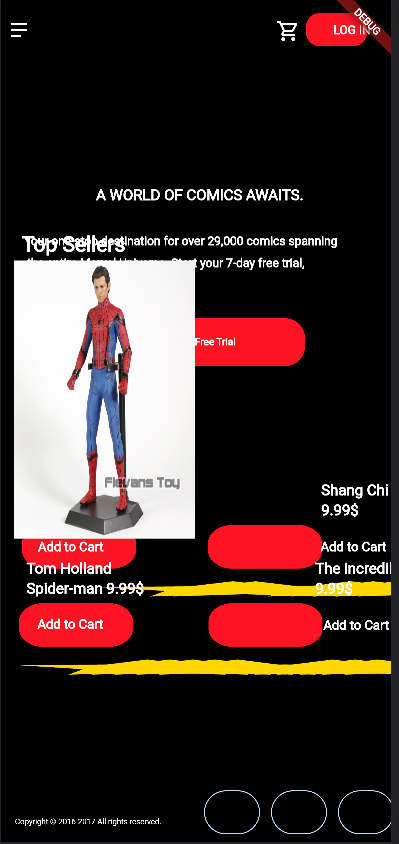 DEBUG
LOG IN
A WORLD OF COMICS AWAITS.
Top Sellers
Your one-stop destination for over 29,000 comics spanning
the entire Marvel Universe. Start your 7-day free trial,
Free Trial
Flevans Toy
Shang Chi
9.99$
Add to Cart
Add to Cart
Tom Holland
The Incredi
Spider-man 9.99$
9.99$
Add to Cart
Add to Cart
Copyright © 2016-2017 All rights reserved.